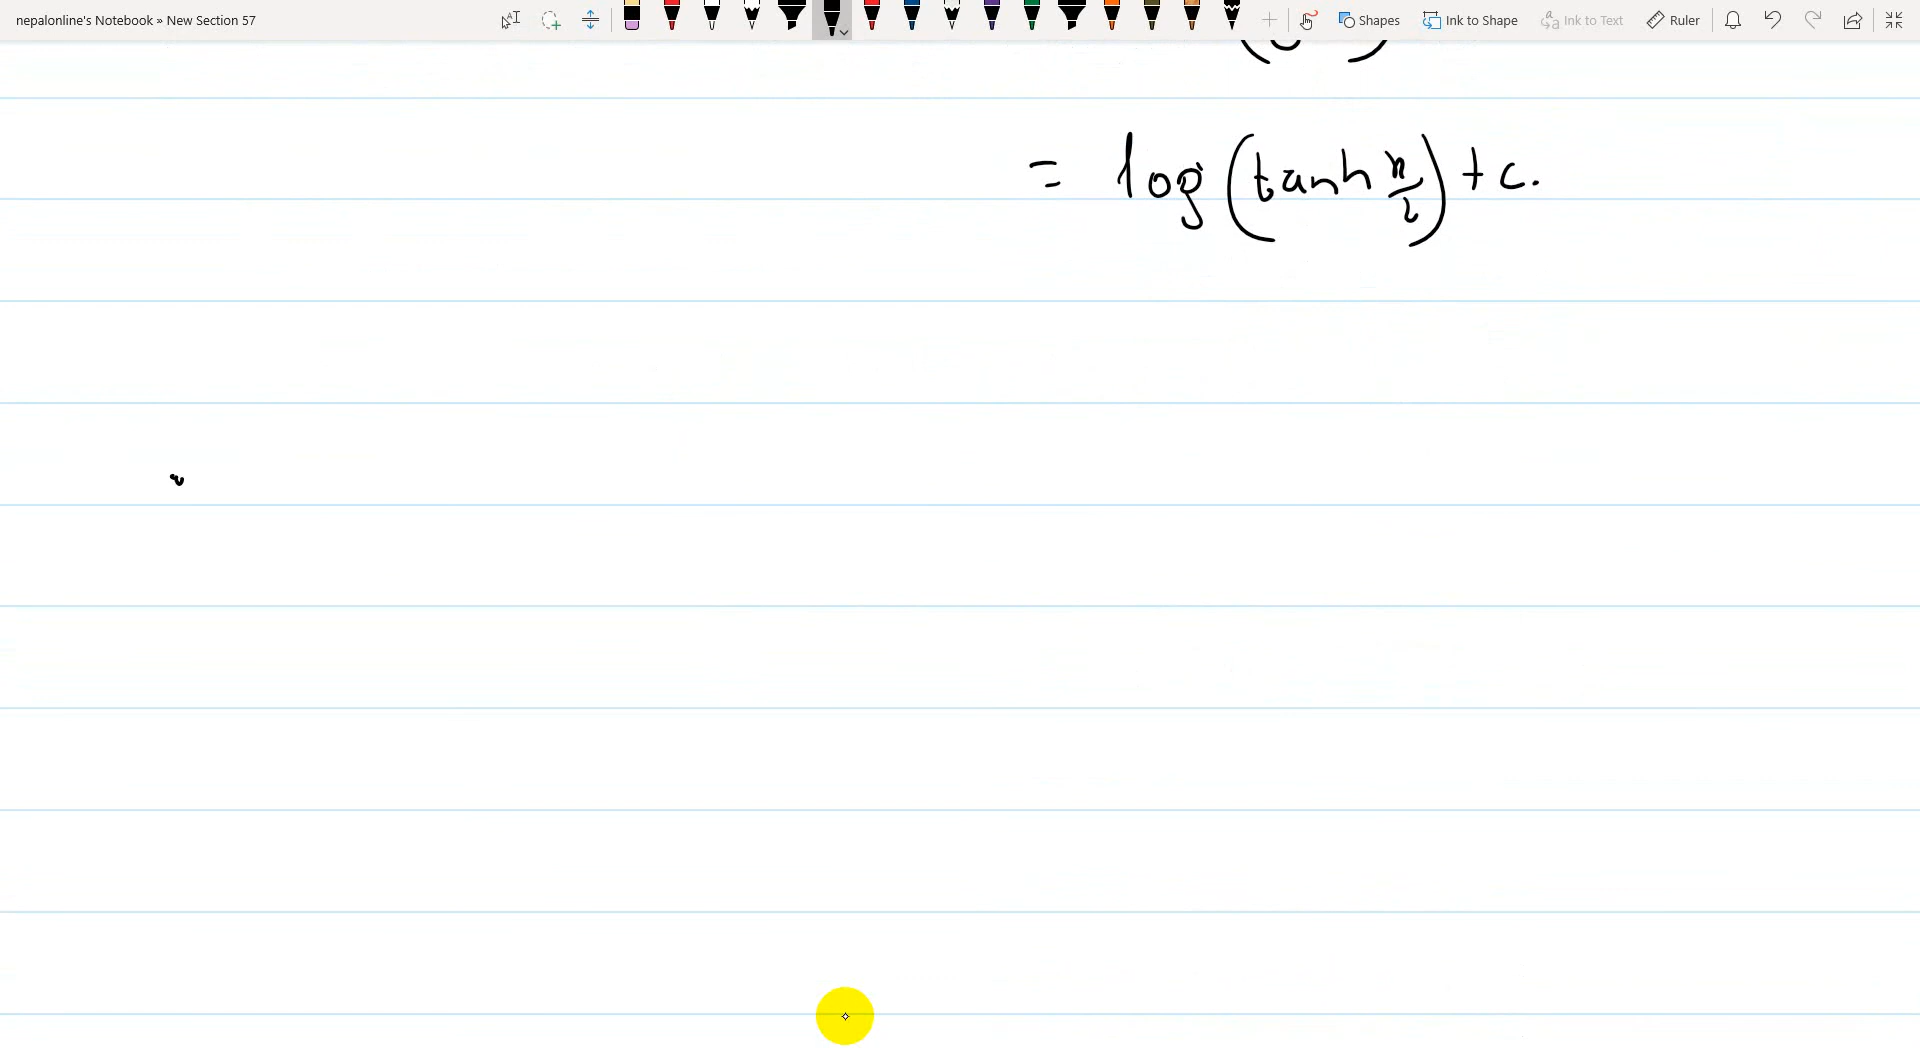 nepalonline's Notebook » New Section 57
Shapes
Ink to Shape
Ink to Text
Ruler
= log (tanh x/2) + c.